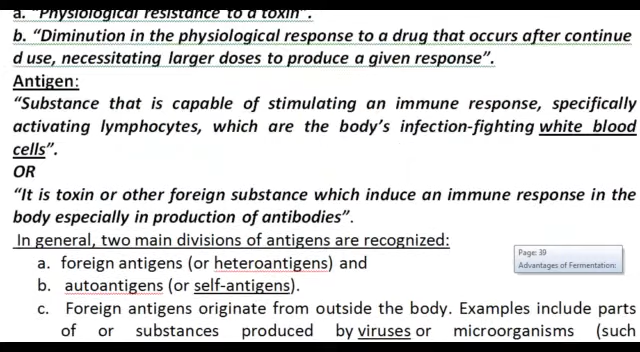 a. “Physiological resistance to a toxin”.
b. “Diminution in the physiological response to a drug that occurs after continue
d use, necessitating larger doses to produce a given response”.
Antigen:
“Substance that is capable of stimulating an immune response, specifically
activating lymphocytes, which are the body’s infection-fighting white blood
cells”.
OR
“It is toxin or other foreign substance which induce an immune response in the
body especially in production of antibodies”.
In general, two main divisions of antigens are recognized:
a. foreign antigens (or heteroantigens) and
b. autoantigens (or self-antigens).
Page: 39
Advantages of Fermentation:
c. Foreign antigens originate from outside the body. Examples include parts
of or substances produced by viruses or microorganisms (such